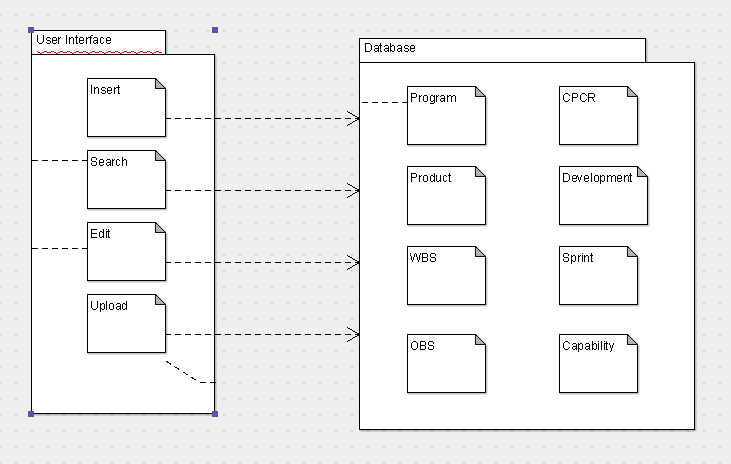 User Interface
Insert
Search
Edit
Upload
Database
Program
CPCR
Product
Development
WBS
Sprint
OBS
Capability